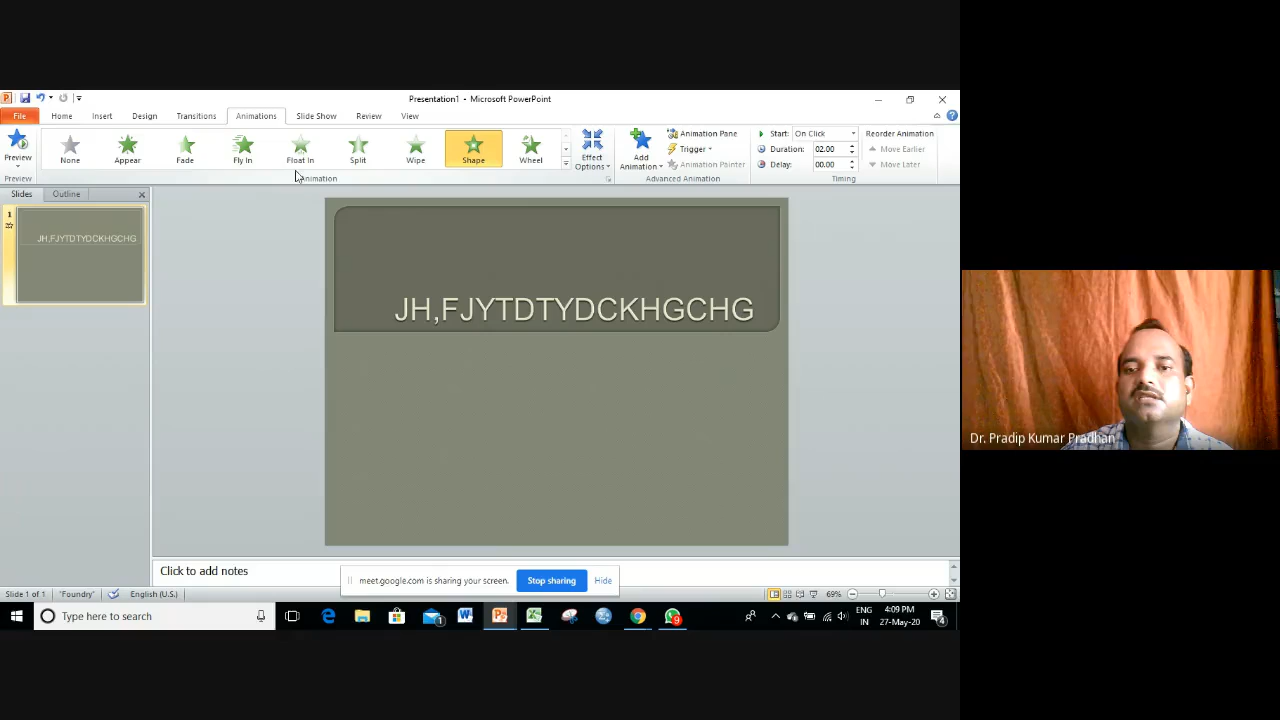 Presentation1 - Microsoft PowerPoint
File Home Insert Design Transitions Animations Slide Show Review View
Preview
None Appear Fade Fly In Float In Split Wipe Shape Wheel
Effect Options
Add Animation
Animation Pane
Trigger
Animation Painter
Start: On Click
Duration: 02.00
Delay: 00.00
Reorder Animation
Move Earlier
Move Later
Preview Animation Advanced Animation Timing
Slides Outline
1
JH,FJYTDTYDCKHGCHG
JH,FJYTDTYDCKHGCHG
Click to add notes
meet.google.com is sharing your screen. Stop sharing Hide
Slide 1 of 1 "Foundry" English (U.S.) 69%
Type here to search
1
9
ENG
IN
4:09 PM
27-May-20
4
Dr. Pradip Kumar Pradhan